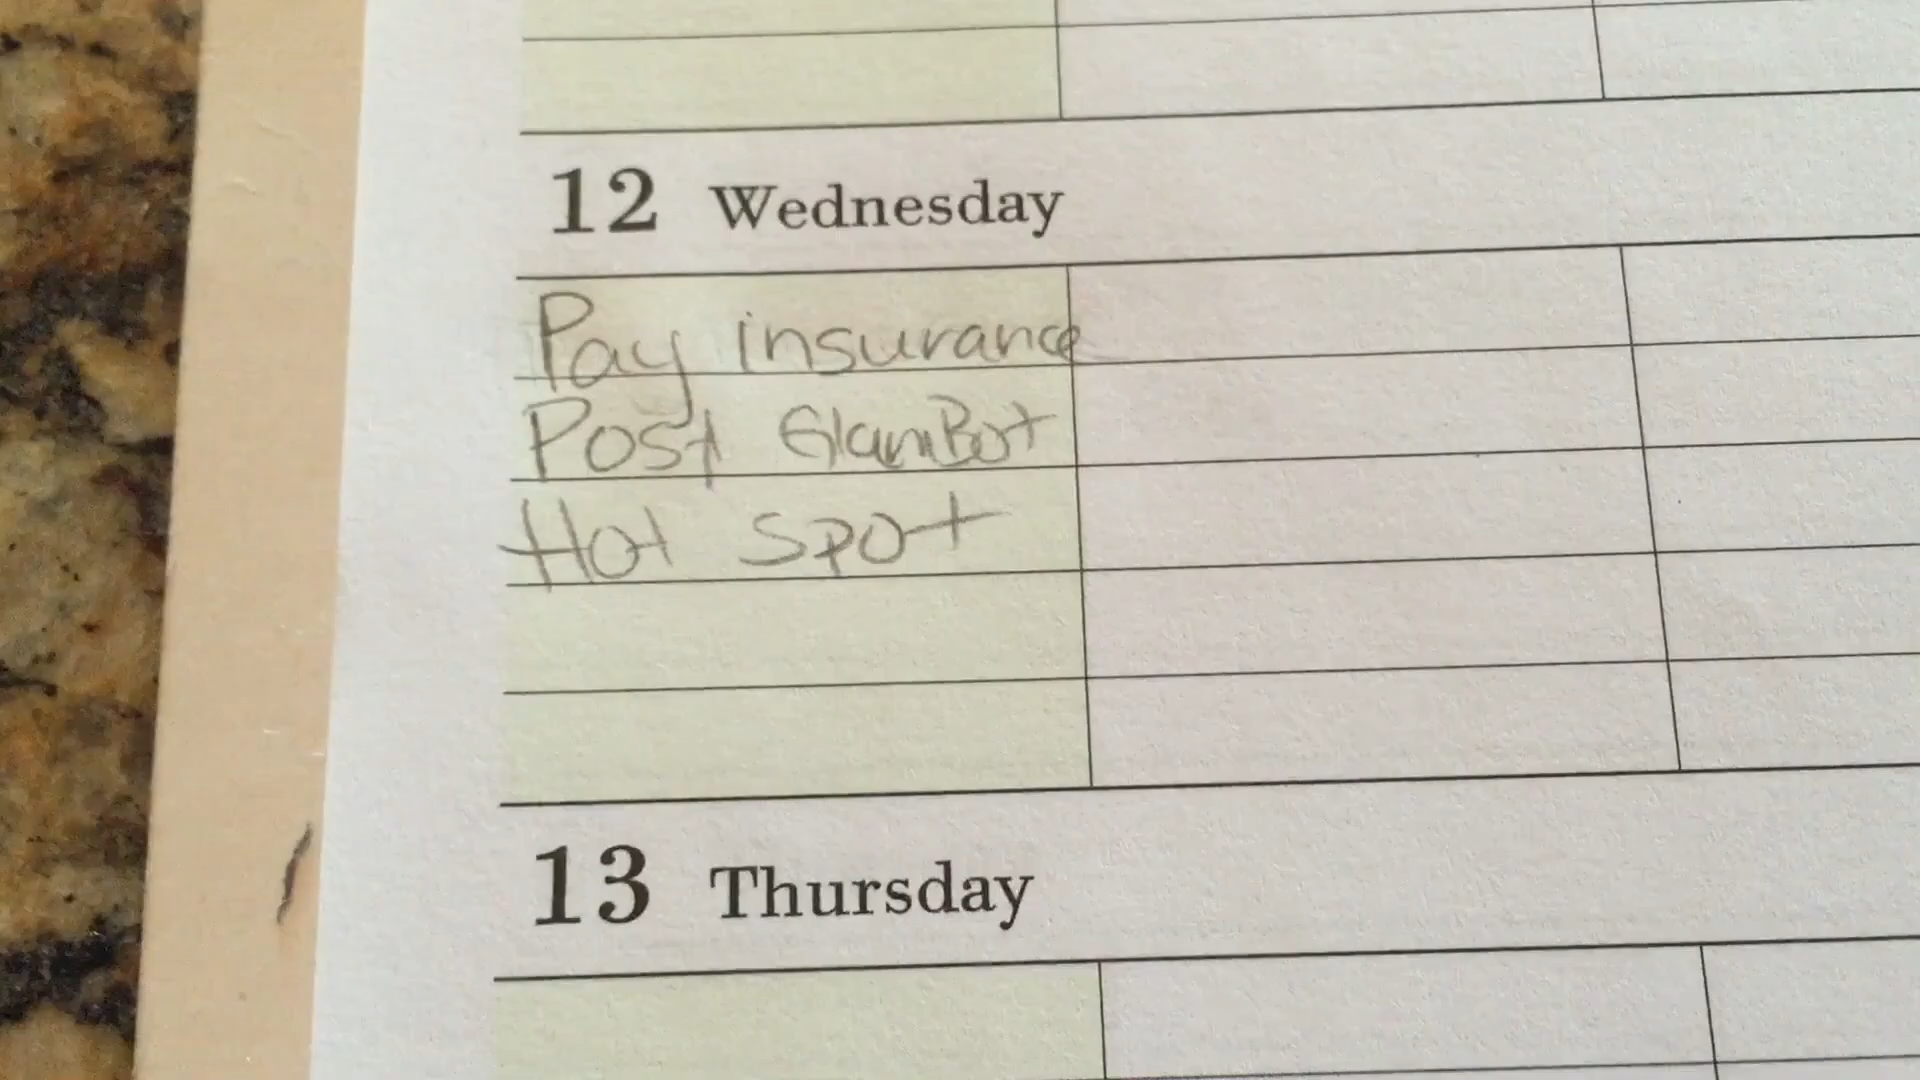 12 Wednesday
Pay insurance
Post GlamBot
Hot Spot
13 Thursday